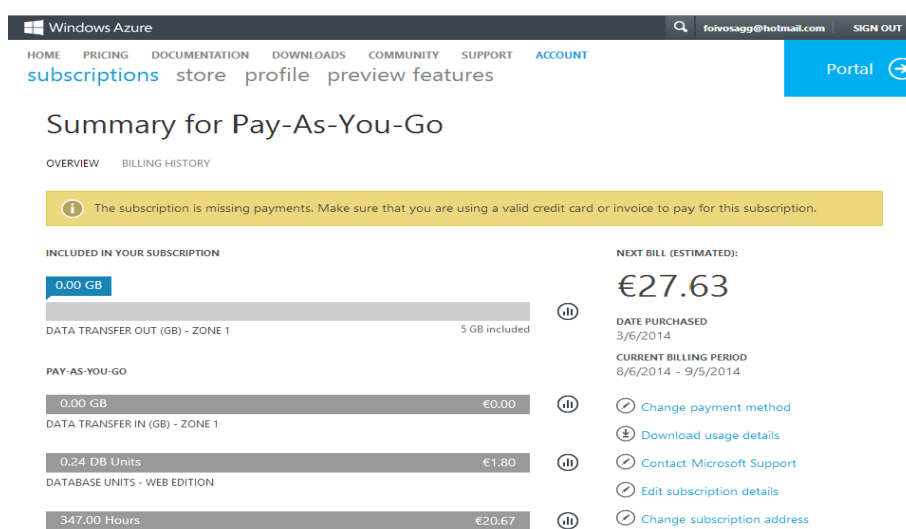 Windows Azure
foivosagg@hotmail.com
SIGN OUT
HOME PRICING DOCUMENTATION DOWNLOADS COMMUNITY SUPPORT ACCOUNT
subscriptions store profile preview features
Portal
Summary for Pay-As-You-Go
OVERVIEW BILLING HISTORY
The subscription is missing payments. Make sure that you are using a valid credit card or invoice to pay for this subscription.
INCLUDED IN YOUR SUBSCRIPTION
0.00 GB
DATA TRANSFER OUT (GB) - ZONE 1 5 GB included
PAY-AS-YOU-GO
0.00 GB €0.00
DATA TRANSFER IN (GB) - ZONE 1
0.24 DB Units €1.80
DATABASE UNITS - WEB EDITION
347.00 Hours €20.67
NEXT BILL (ESTIMATED):
€27.63
DATE PURCHASED
3/6/2014
CURRENT BILLING PERIOD
8/6/2014 - 9/5/2014
Change payment method
Download usage details
Contact Microsoft Support
Edit subscription details
Change subscription address